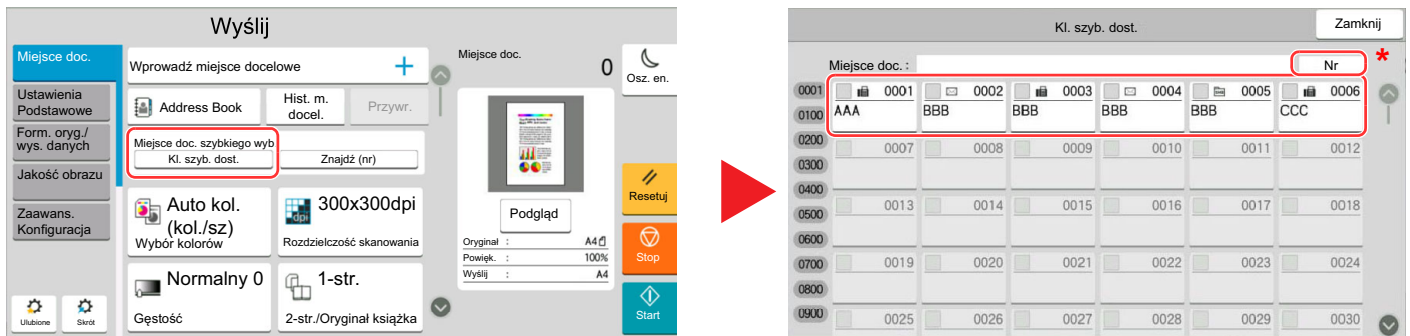 Wyślij
Miejsce doc.
Ustawienia
Podstawowe
Form. oryg./
wys. danych
Jakość obrazu
Zaawans.
Konfiguracja
Ulubione
Skrót
Wprowadź miejsce docelowe
Address Book
Hist. m.
docel.
Przywr.
Miejsce doc. szybkiego wyb
Kl. szyb. dost.
Znajdź (nr)
Auto kol.
(kol./sz)
Wybór kolorów
300x300dpi
Rozdzielczość skanowania
Normalny 0
Gęstość
1-str.
2-str./Oryginał książka
Miejsce doc.
0
Podgląd
Oryginał : A4
Powięk. : 100%
Wyślij : A4
Osz. en.
Resetuj
Stop
Start
Kl. szyb. dost.
Zamknij
Miejsce doc. :
Nr
*
0001
0100
0200
0300
0400
0500
0600
0700
0800
0900
0001 0002 0003 0004 0005 0006
AAA BBB BBB BBB BBB CCC
0007 0008 0009 0010 0011 0012
0013 0014 0015 0016 0017 0018
0019 0020 0021 0022 0023 0024
0025 0026 0027 0028 0029 0030